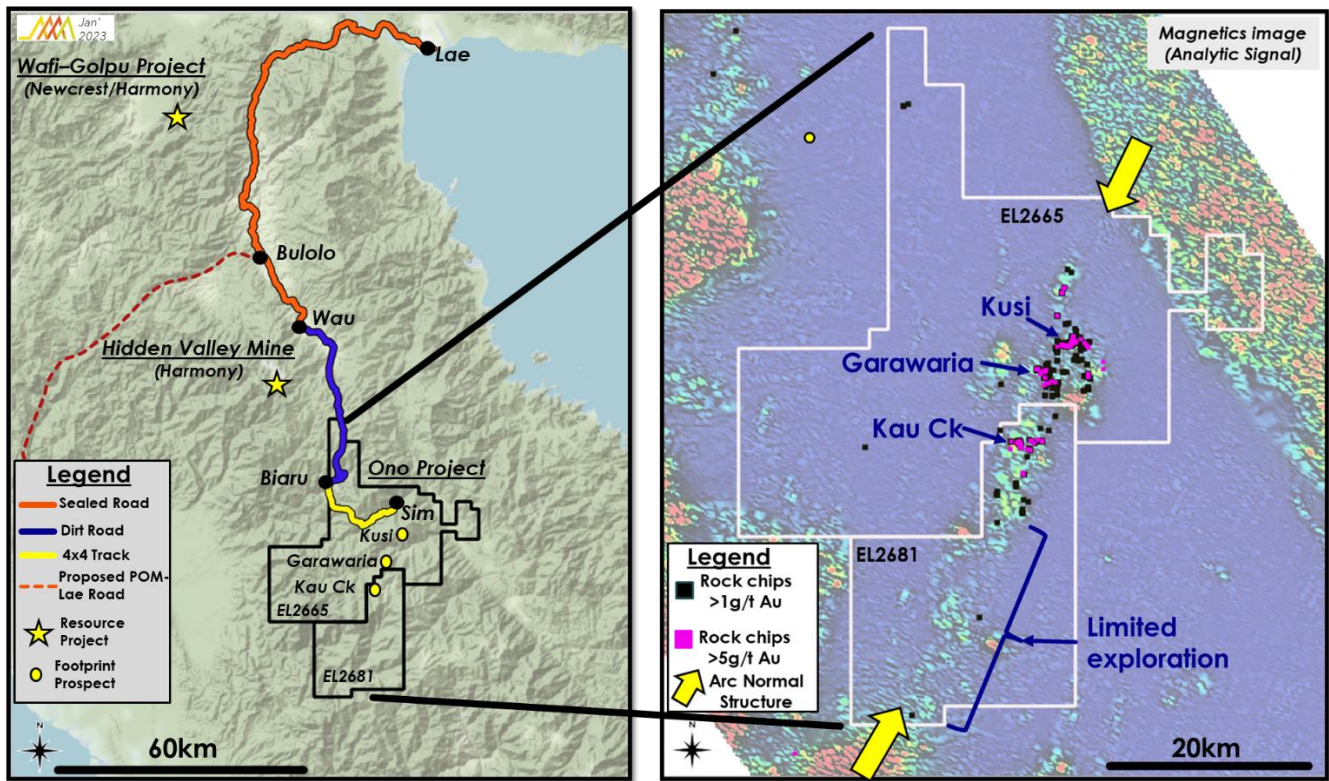 Jan'
2023
Wafi–Golpu Project
(Newcrest/Harmony)
Lae
Bulolo
Wau
Hidden Valley Mine
(Harmony)
Biaru
Ono Project
Sim
Kusi
Garawaria
Kau Ck
EL2665
EL2681
Legend
Sealed Road
Dirt Road
4x4 Track
Proposed POM-
Lae Road
Resource
Project
Footprint
Prospect
N
60km
Magnetics image
(Analytic Signal)
EL2665
Kusi
Garawaria
Kau Ck
EL2681
Limited
exploration
Legend
Rock chips
>1g/t Au
Rock chips
>5g/t Au
Arc Normal
Structure
N
20km